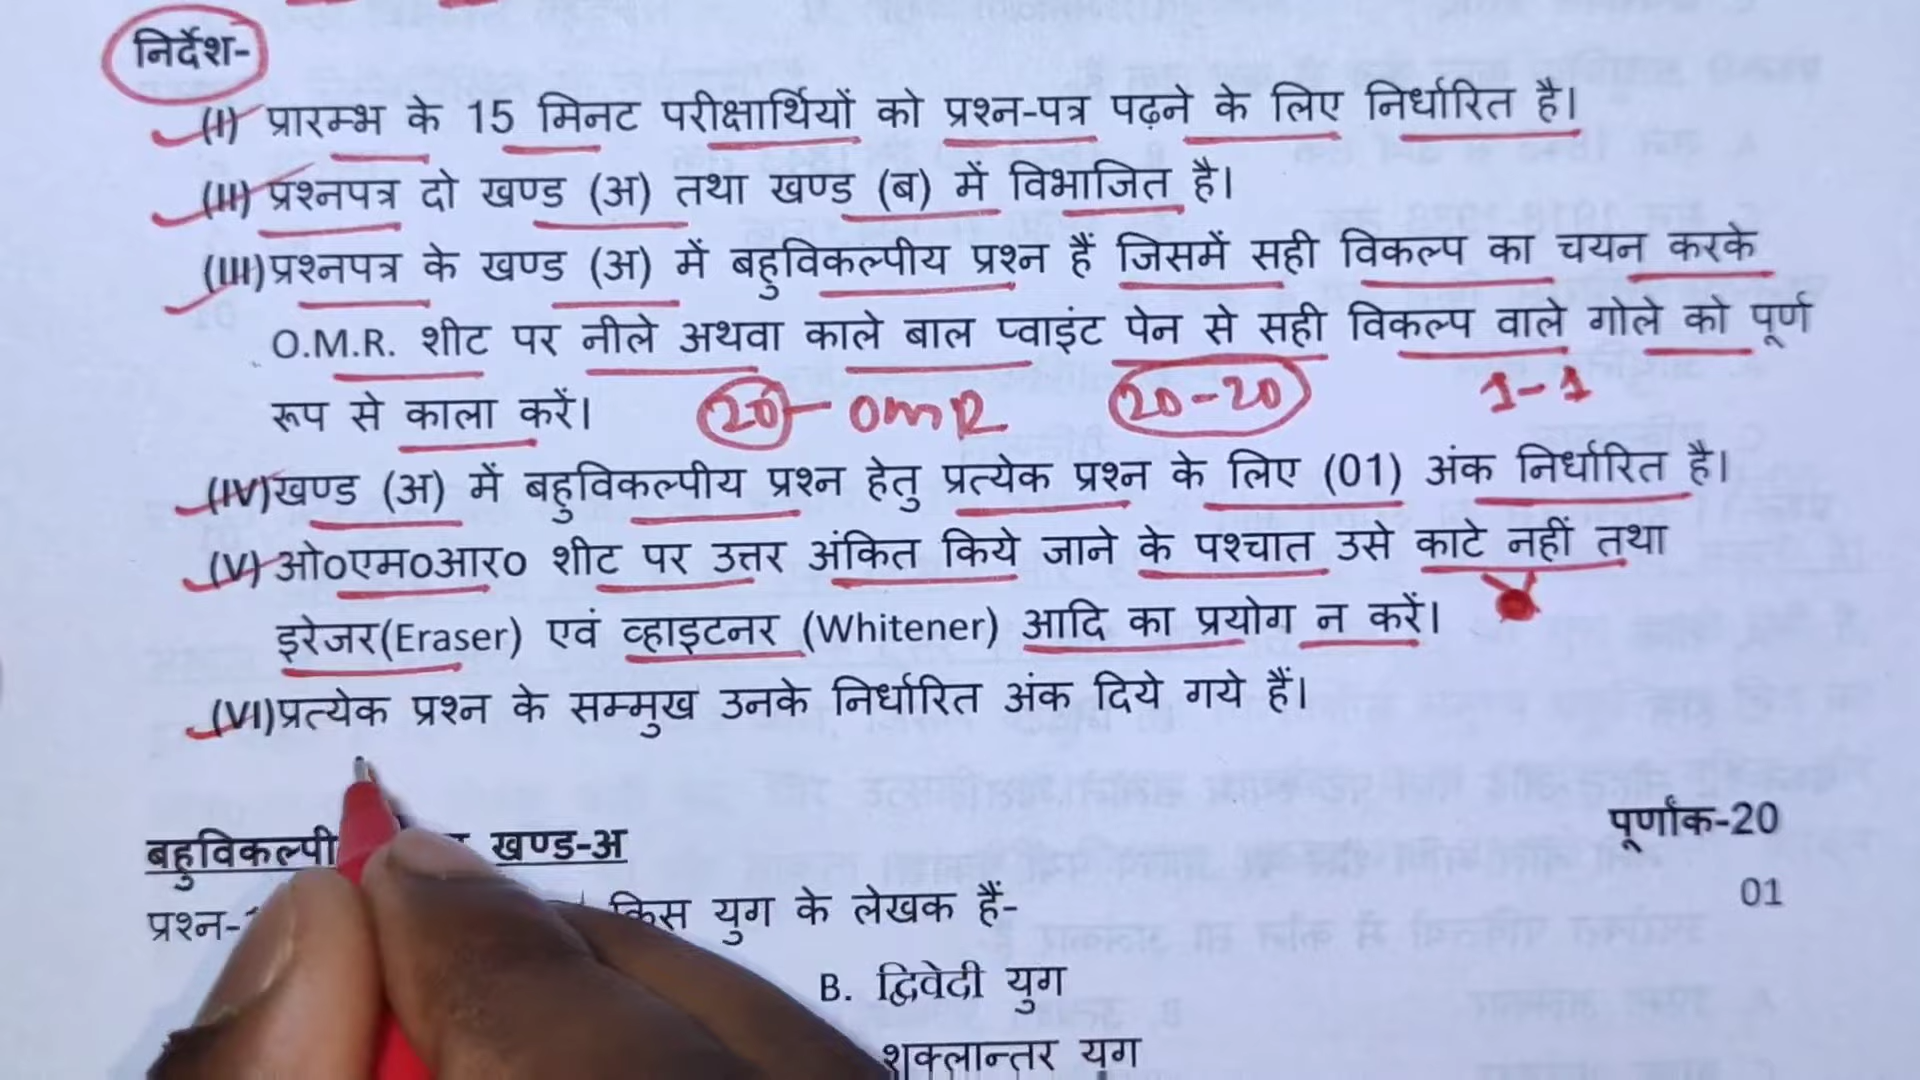 निर्देश-
(I) प्रारम्भ के 15 मिनट परीक्षार्थियों को प्रश्न-पत्र पढ़ने के लिए निर्धारित है।
(II) प्रश्नपत्र दो खण्ड (अ) तथा खण्ड (ब) में विभाजित है।
(III)प्रश्नपत्र के खण्ड (अ) में बहुविकल्पीय प्रश्न हैं जिसमें सही विकल्प का चयन करके
O.M.R. शीट पर नीले अथवा काले बाल प्वाइंट पेन से सही विकल्प वाले गोले को पूर्ण
रूप से काला करें। 20- OMR 20-20 1-1
(IV)खण्ड (अ) में बहुविकल्पीय प्रश्न हेतु प्रत्येक प्रश्न के लिए (01) अंक निर्धारित है।
(V) ओ०एम०आर० शीट पर उत्तर अंकित किये जाने के पश्चात उसे काटे नहीं तथा
इरेजर(Eraser) एवं व्हाइटनर (Whitener) आदि का प्रयोग न करें।
(VI)प्रत्येक प्रश्न के सम्मुख उनके निर्धारित अंक दिये गये हैं।
पूर्णांक-20
खण्ड-अ
प्रश्न- किस युग के लेखक हैं- 01
B. द्विवेदी युग
शुक्लान्तर युग